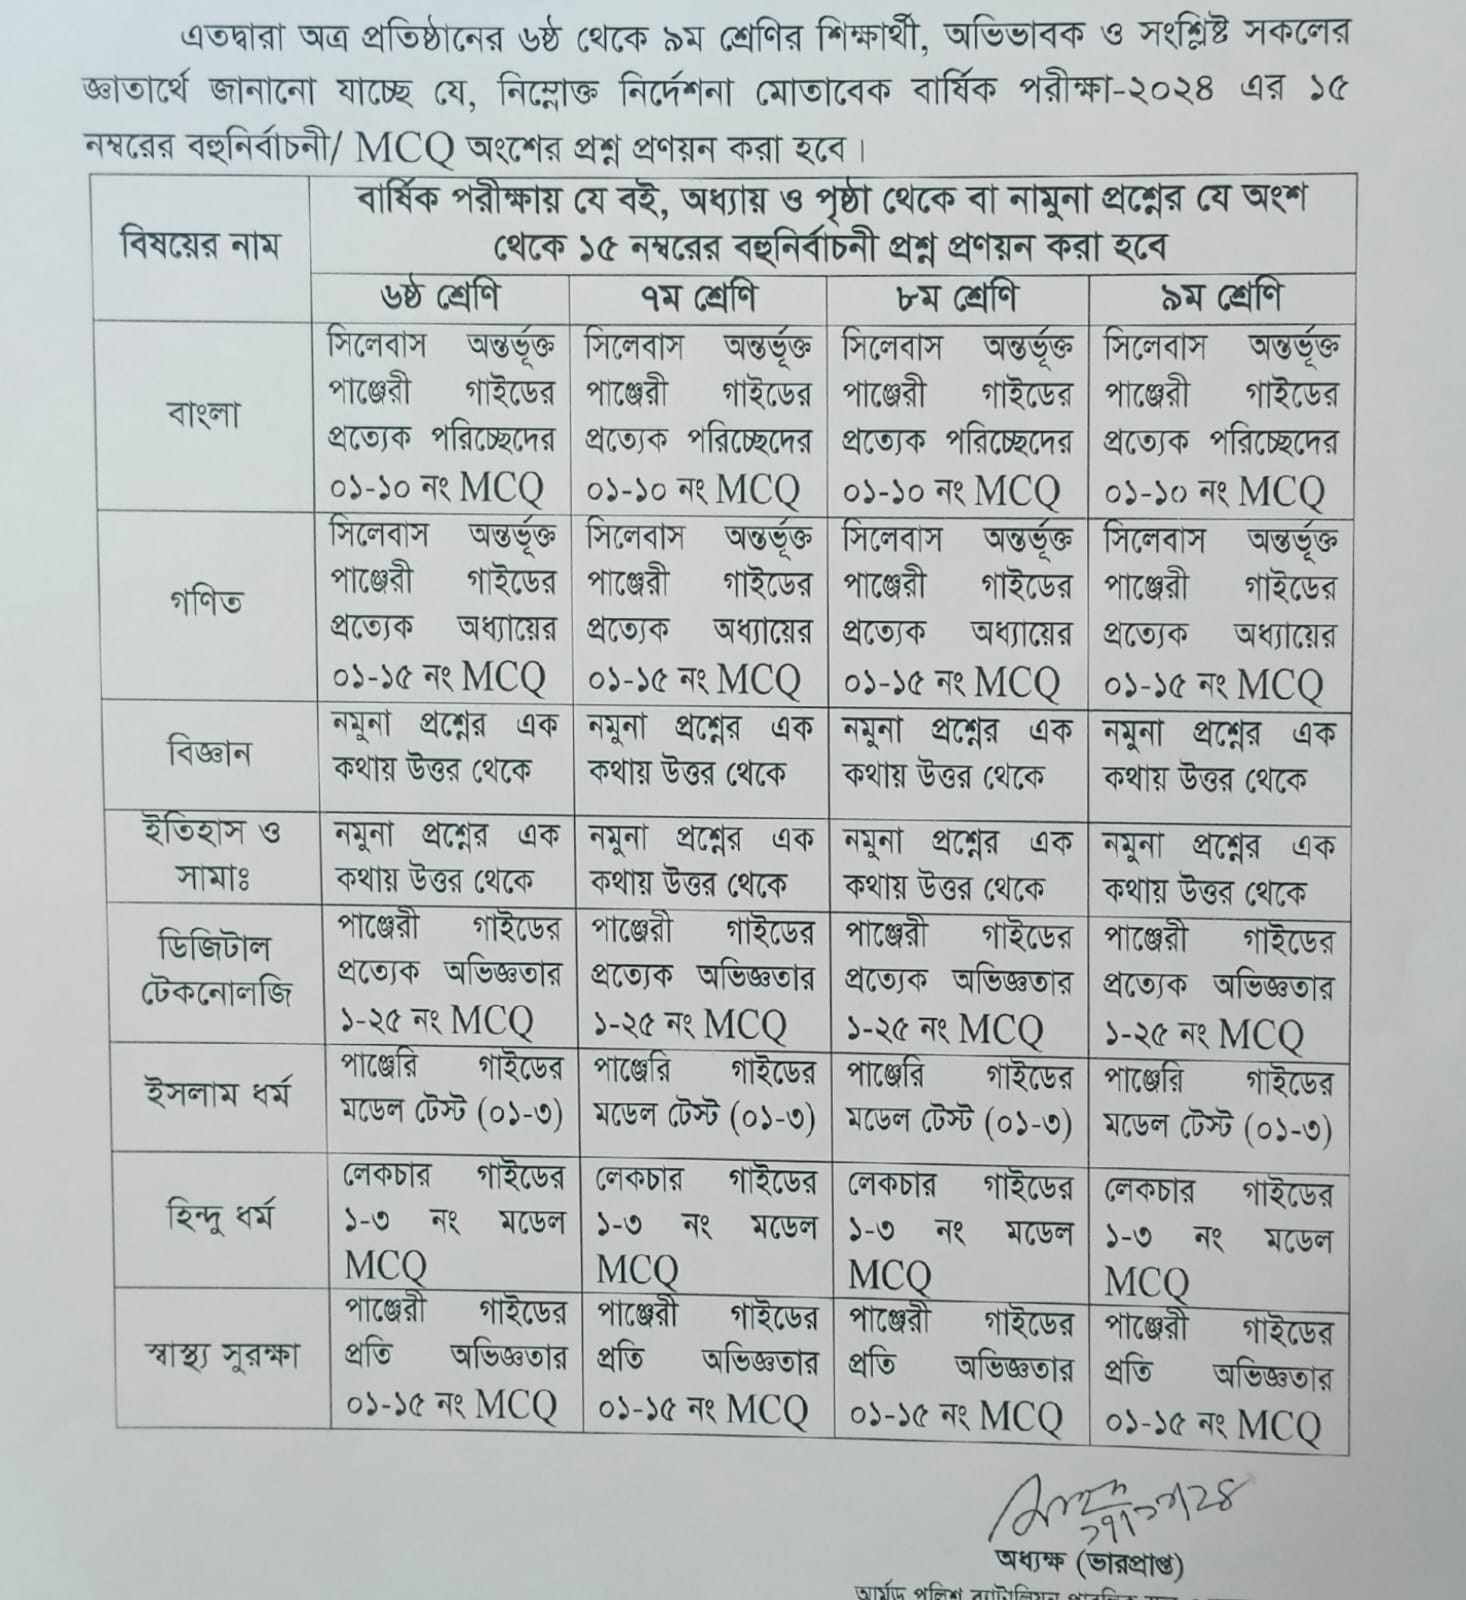 এতদ্বারা অত্র প্রতিষ্ঠানের ৬ষ্ঠ থেকে ৯ম শ্রেণির শিক্ষার্থী, অভিভাবক ও সংশ্লিষ্ট সকলের
জ্ঞাতার্থে জানানো যাচ্ছে যে, নিম্নোক্ত নির্দেশনা মোতাবেক বার্ষিক পরীক্ষা-২০২৪ এর ১৫
নম্বরের বহুনির্বাচনী/ MCQ অংশের প্রশ্ন প্রণয়ন করা হবে।
বিষয়ের নাম
বার্ষিক পরীক্ষায় যে বই, অধ্যায় ও পৃষ্ঠা থেকে বা নামুনা প্রশ্নের যে অংশ
থেকে ১৫ নম্বরের বহুনির্বাচনী প্রশ্ন প্রণয়ন করা হবে
৬ষ্ঠ শ্রেণি ৭ম শ্রেণি ৮ম শ্রেণি ৯ম শ্রেণি
বাংলা
সিলেবাস অন্তর্ভূক্ত সিলেবাস অন্তর্ভূক্ত সিলেবাস অন্তর্ভূক্ত সিলেবাস অন্তর্ভূক্ত
পাঞ্জেরী গাইডের পাঞ্জেরী গাইডের পাঞ্জেরী গাইডের পাঞ্জেরী গাইডের
প্রত্যেক পরিচ্ছেদের প্রত্যেক পরিচ্ছেদের প্রত্যেক পরিচ্ছেদের প্রত্যেক পরিচ্ছেদের
০১-১০ নং MCQ ০১-১০ নং MCQ ০১-১০ নং MCQ ০১-১০ নং MCQ
গণিত
সিলেবাস অন্তর্ভূক্ত সিলেবাস অন্তর্ভূক্ত সিলেবাস অন্তর্ভূক্ত সিলেবাস অন্তর্ভূক্ত
পাঞ্জেরী গাইডের পাঞ্জেরী গাইডের পাঞ্জেরী গাইডের পাঞ্জেরী গাইডের
প্রত্যেক অধ্যায়ের প্রত্যেক অধ্যায়ের প্রত্যেক অধ্যায়ের প্রত্যেক অধ্যায়ের
০১-১৫ নং MCQ ০১-১৫ নং MCQ ০১-১৫ নং MCQ ০১-১৫ নং MCQ
বিজ্ঞান
নমুনা প্রশ্নের এক নমুনা প্রশ্নের এক নমুনা প্রশ্নের এক নমুনা প্রশ্নের এক
কথায় উত্তর থেকে কথায় উত্তর থেকে কথায় উত্তর থেকে কথায় উত্তর থেকে
ইতিহাস ও
সামাঃ
নমুনা প্রশ্নের এক নমুনা প্রশ্নের এক নমুনা প্রশ্নের এক নমুনা প্রশ্নের এক
কথায় উত্তর থেকে কথায় উত্তর থেকে কথায় উত্তর থেকে কথায় উত্তর থেকে
ডিজিটাল
টেকনোলজি
পাঞ্জেরী গাইডের পাঞ্জেরী গাইডের পাঞ্জেরী গাইডের পাঞ্জেরী গাইডের
প্রত্যেক অভিজ্ঞতার প্রত্যেক অভিজ্ঞতার প্রত্যেক অভিজ্ঞতার প্রত্যেক অভিজ্ঞতার
১-২৫ নং MCQ ১-২৫ নং MCQ ১-২৫ নং MCQ ১-২৫ নং MCQ
ইসলাম ধর্ম
পাঞ্জেরি গাইডের পাঞ্জেরি গাইডের পাঞ্জেরি গাইডের পাঞ্জেরি গাইডের
মডেল টেস্ট (০১-৩) মডেল টেস্ট (০১-৩) মডেল টেস্ট (০১-৩) মডেল টেস্ট (০১-৩)
হিন্দু ধর্ম
লেকচার গাইডের লেকচার গাইডের লেকচার গাইডের লেকচার গাইডের
১-৩ নং মডেল ১-৩ নং মডেল ১-৩ নং মডেল ১-৩ নং মডেল
MCQ MCQ MCQ MCQ
স্বাস্থ্য সুরক্ষা
পাঞ্জেরী গাইডের পাঞ্জেরী গাইডের পাঞ্জেরী গাইডের পাঞ্জেরী গাইডের
প্রতি অভিজ্ঞতার প্রতি অভিজ্ঞতার প্রতি অভিজ্ঞতার প্রতি অভিজ্ঞতার
০১-১৫ নং MCQ ০১-১৫ নং MCQ ০১-১৫ নং MCQ ০১-১৫ নং MCQ
অধ্যক্ষ (ভারপ্রাপ্ত)
আর্মড পুলিশ ব্যাটালিয়ন